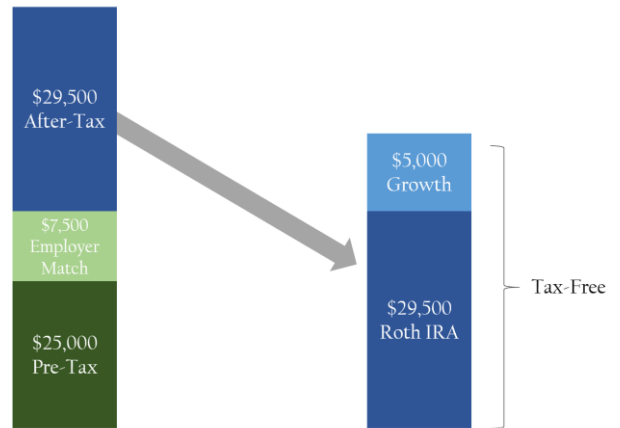 $29,500
After-Tax
$7,500
Employer
Match
$25,000
Pre-Tax
$5,000
Growth
$29,500
Roth IRA
Tax-Free